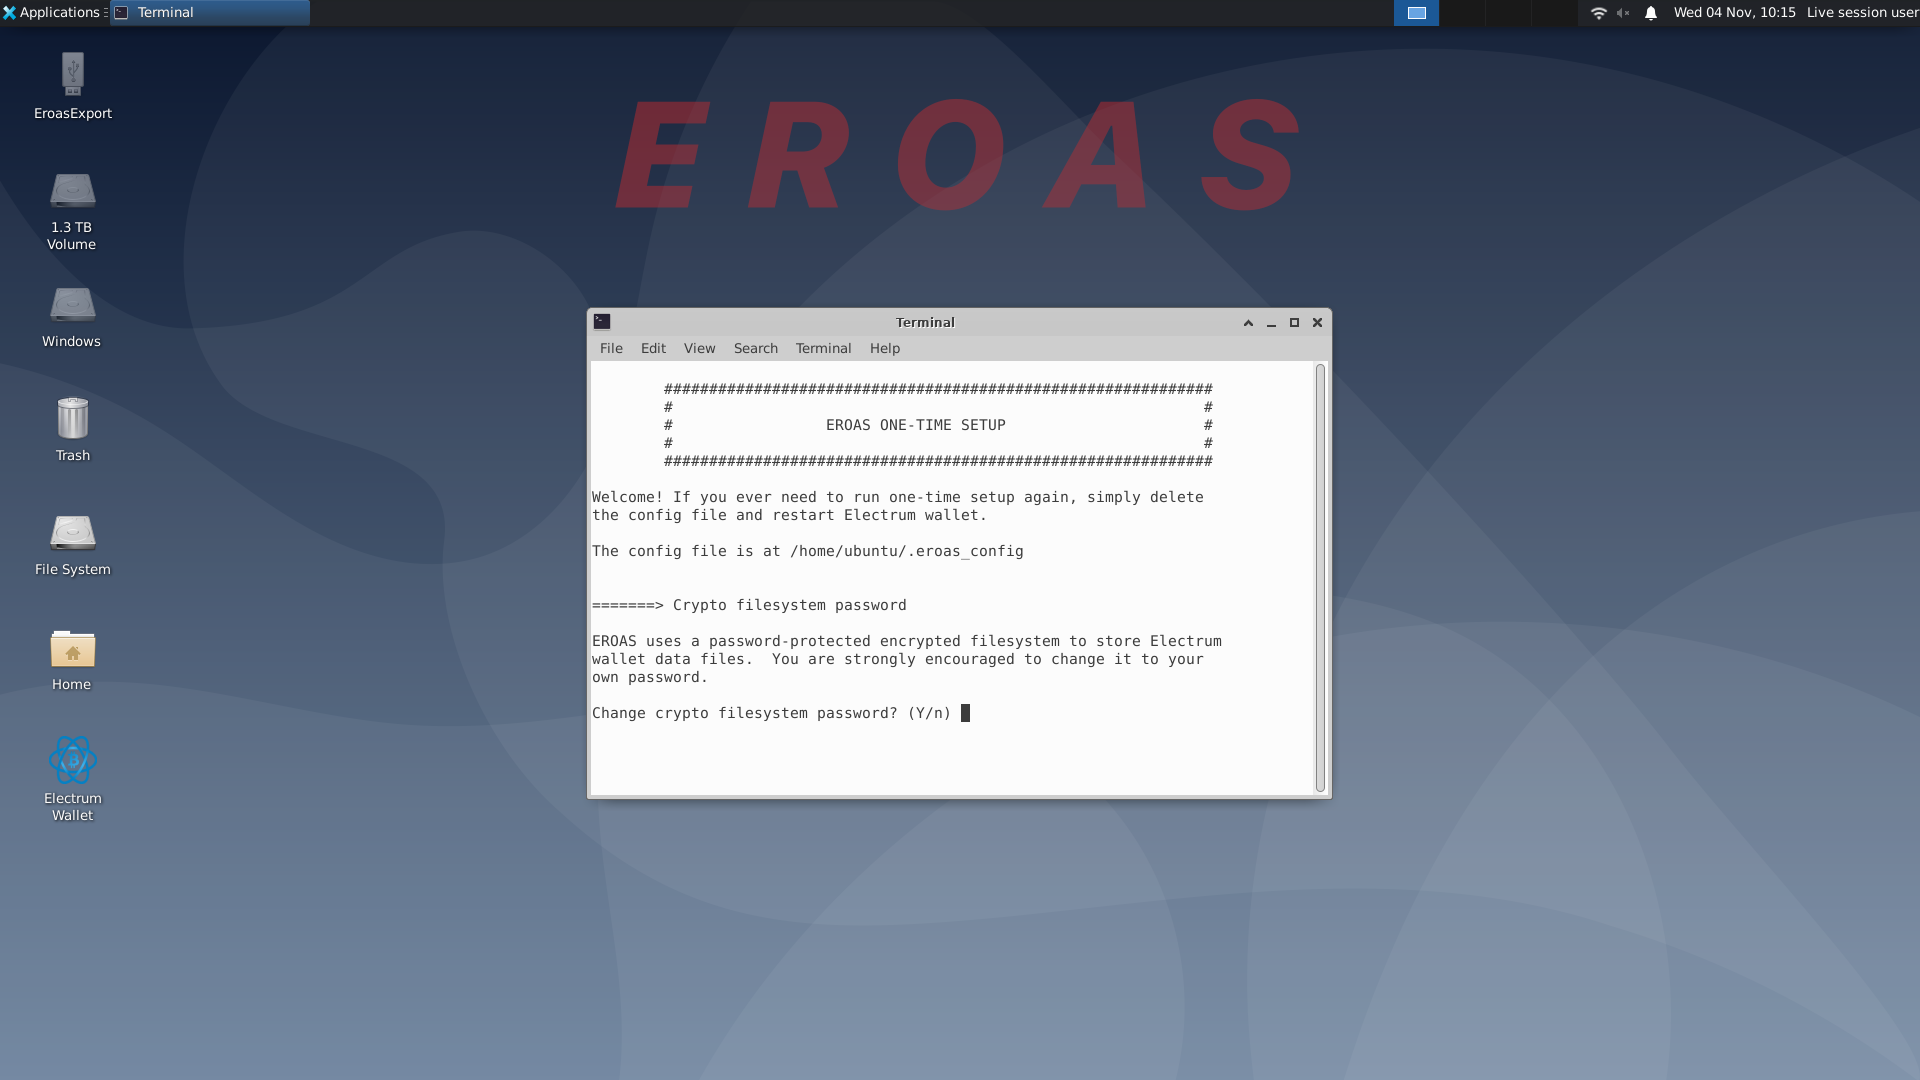 Applications
Terminal
Wed 04 Nov, 10:15
Live session user
EROAS
EroasExport
1.3 TB
Volume
Windows
Trash
File System
Home
Electrum
Wallet
Terminal
File Edit View Search Terminal Help
#############################################################
# #
# EROAS ONE-TIME SETUP #
# #
#############################################################
Welcome! If you ever need to run one-time setup again, simply delete
the config file and restart Electrum wallet.
The config file is at /home/ubuntu/.eroas_config
=======> Crypto filesystem password
EROAS uses a password-protected encrypted filesystem to store Electrum
wallet data files.  You are strongly encouraged to change it to your
own password.
Change crypto filesystem password? (Y/n)